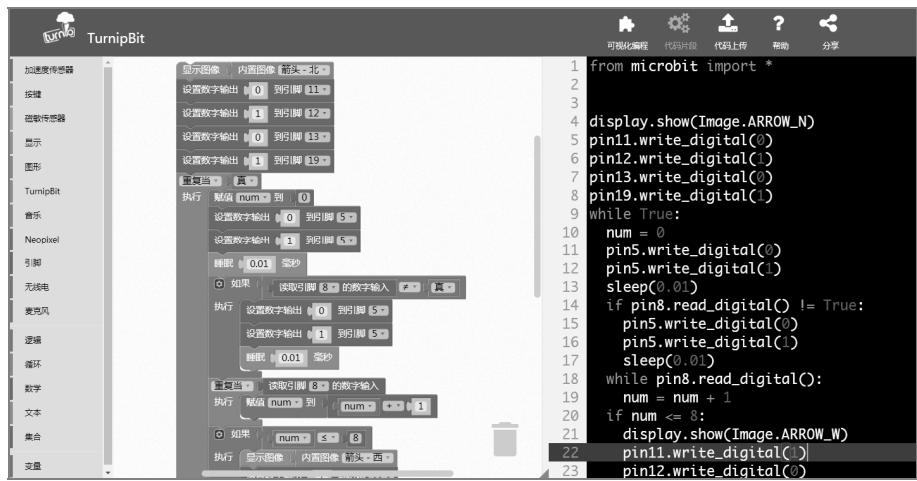 turnip TurnipBit
可视化编程 代码片段 代码上传 帮助 分享
加速度传感器
按键
磁敏传感器
显示
图形
TurnipBit
音乐
Neopixel
引脚
无线电
麦克风
逻辑
循环
数学
文本
集合
变量
显示图像 内置图像 箭头-北
设置数字输出 0 到引脚 11
设置数字输出 1 到引脚 12
设置数字输出 0 到引脚 13
设置数字输出 1 到引脚 19
重复当 真
执行 赋值 num 到 0
设置数字输出 0 到引脚 5
设置数字输出 1 到引脚 5
睡眠 0.01 毫秒
如果 读取引脚 8 的数字输入 ≠ 真
执行 设置数字输出 0 到引脚 5
设置数字输出 1 到引脚 5
睡眠 0.01 毫秒
重复当 读取引脚 8 的数字输入
执行 赋值 num 到 num + 1
如果 num ≤ 8
执行 显示图像 内置图像 箭头-西
1 from microbit import *
2
3
4 display.show(Image.ARROW_N)
5 pin11.write_digital(0)
6 pin12.write_digital(1)
7 pin13.write_digital(0)
8 pin19.write_digital(1)
9 while True:
10 num = 0
11 pin5.write_digital(0)
12 pin5.write_digital(1)
13 sleep(0.01)
14 if pin8.read_digital() != True:
15 pin5.write_digital(0)
16 pin5.write_digital(1)
17 sleep(0.01)
18 while pin8.read_digital():
19 num = num + 1
20 if num <= 8:
21 display.show(Image.ARROW_W)
22 pin11.write_digital(1)
23 pin12.write_digital(0)